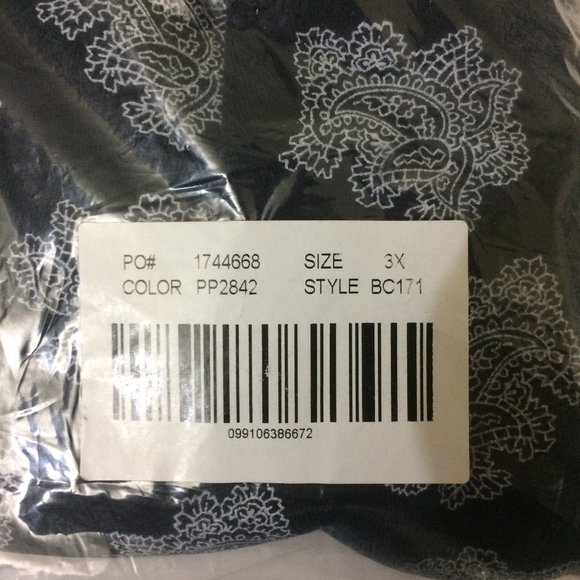 PO# 1744668 SIZE 3X
COLOR PP2842 STYLE BC171
099106386672